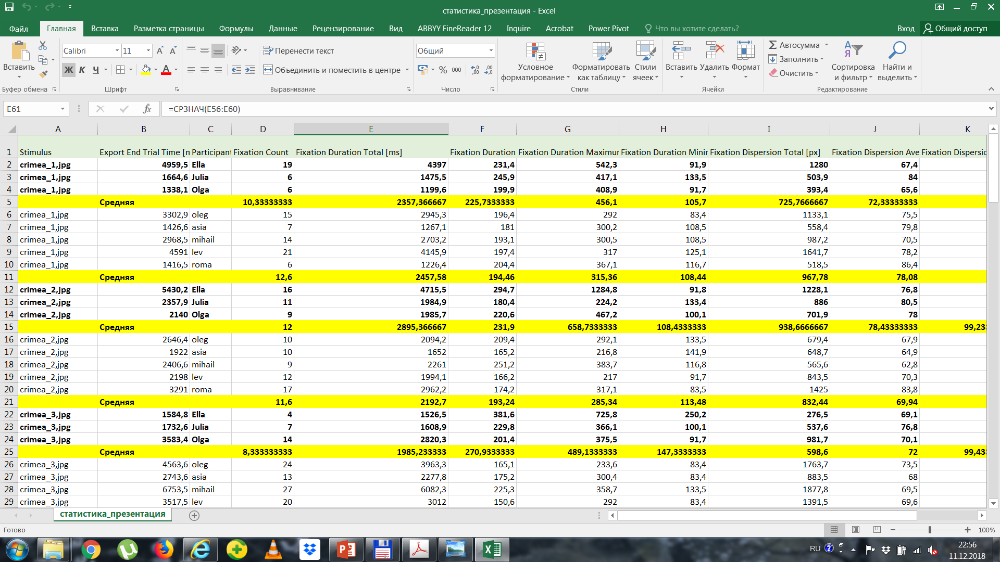 статистика_презентация - Excel
Файл Главная Вставка Разметка страницы Формулы Данные Рецензирование Вид ABBYY FineReader 12 Inquire Acrobat Power Pivot Что вы хотите сделать? Вход Общий доступ
Вставить
Calibri 11
Ж К Ч А
Перенести текст
Объединить и поместить в центре
Общий
% 000
Условное форматирование
Форматировать как таблицу
Стили ячеек
Вставить Удалить Формат
Автосумма
Заполнить
Очистить
Сортировка и фильтр
Найти и выделить
Буфер обмена Шрифт Выравнивание Число Стили Ячейки Редактирование
E61 fx =СРЗНАЧ(E56:E60)
A B C D E F G H I J K
1 Stimulus Export End Trial Time [m Participant Fixation Count Fixation Duration Total [ms] Fixation Duration Fixation Duration Maximu Fixation Duration Minir Fixation Dispersion Total [px] Fixation Dispersion Ave Fixation Dispersio
2 crimea_1,jpg 4959,5 Ella 19 4397 231,4 542,3 91,9 1280 67,4
3 crimea_1,jpg 1664,6 Julia 6 1475,5 245,9 417,1 133,5 503,9 84
4 crimea_1,jpg 1338,1 Olga 6 1199,6 199,9 408,9 91,7 393,4 65,6
5 Средняя 10,33333333 2357,366667 225,7333333 456,1 105,7 725,7666667 72,33333333
6 crimea_1,jpg 3302,9 oleg 15 2945,3 196,4 292 83,4 1133,1 75,5
7 crimea_1,jpg 1426,6 asia 7 1267,1 181 300,2 108,5 558,4 79,8
8 crimea_1,jpg 2968,5 mihail 14 2703,2 193,1 300,5 108,5 987,2 70,5
9 crimea_1,jpg 4591 lev 21 4145,9 197,4 317 125,1 1641,7 78,2
10 crimea_1,jpg 1416,5 roma 6 1226,4 204,4 367,1 116,7 518,5 86,4
11 Средняя 12,6 2457,58 194,46 315,36 108,44 967,78 78,08
12 crimea_2,jpg 5430,2 Ella 16 4715,5 294,7 1284,8 91,8 1228,1 76,8
13 crimea_2,jpg 2357,9 Julia 11 1984,9 180,4 224,2 133,4 886 80,5
14 crimea_2,jpg 2140 Olga 9 1985,7 220,6 467,2 100,1 701,9 78
15 Средняя 12 2895,366667 231,9 658,7333333 108,4333333 938,6666667 78,43333333 99,23
16 crimea_2,jpg 2646,4 oleg 10 2094,2 209,4 292,1 133,5 679,4 67,9
17 crimea_2,jpg 1922 asia 10 1652 165,2 216,8 141,9 648,7 64,9
18 crimea_2,jpg 2406,6 mihail 9 2261 251,2 383,7 116,8 565,6 62,8
19 crimea_2,jpg 2198 lev 12 1994,1 166,2 217 91,7 843,5 70,3
20 crimea_2,jpg 3291 roma 17 2962,2 174,2 317,1 83,5 1425 83,8
21 Средняя 11,6 2192,7 193,24 285,34 113,48 832,44 69,94
22 crimea_3,jpg 1584,8 Ella 4 1526,5 381,6 725,8 250,2 276,5 69,1
23 crimea_3,jpg 1732,6 Julia 7 1608,9 229,8 366,1 100,1 537,6 76,8
24 crimea_3,jpg 3583,4 Olga 14 2820,3 201,4 375,5 91,7 981,7 70,1
25 Средняя 8,333333333 1985,233333 270,9333333 489,1333333 147,3333333 598,6 72 99,43
26 crimea_3,jpg 4563,6 oleg 24 3963,3 165,1 233,6 83,4 1763,7 73,5
27 crimea_3,jpg 2743,6 asia 13 2277,8 175,2 300,4 83,4 883,5 68
28 crimea_3,jpg 6753,5 mihail 27 6082,3 225,3 358,7 133,5 1877,8 69,5
29 crimea_3,jpg 3517,5 lev 20 3012 150,6 292 83,4 1391,5 69,6
статистика_презентация
Готово 100%
RU 22:56
11.12.2018